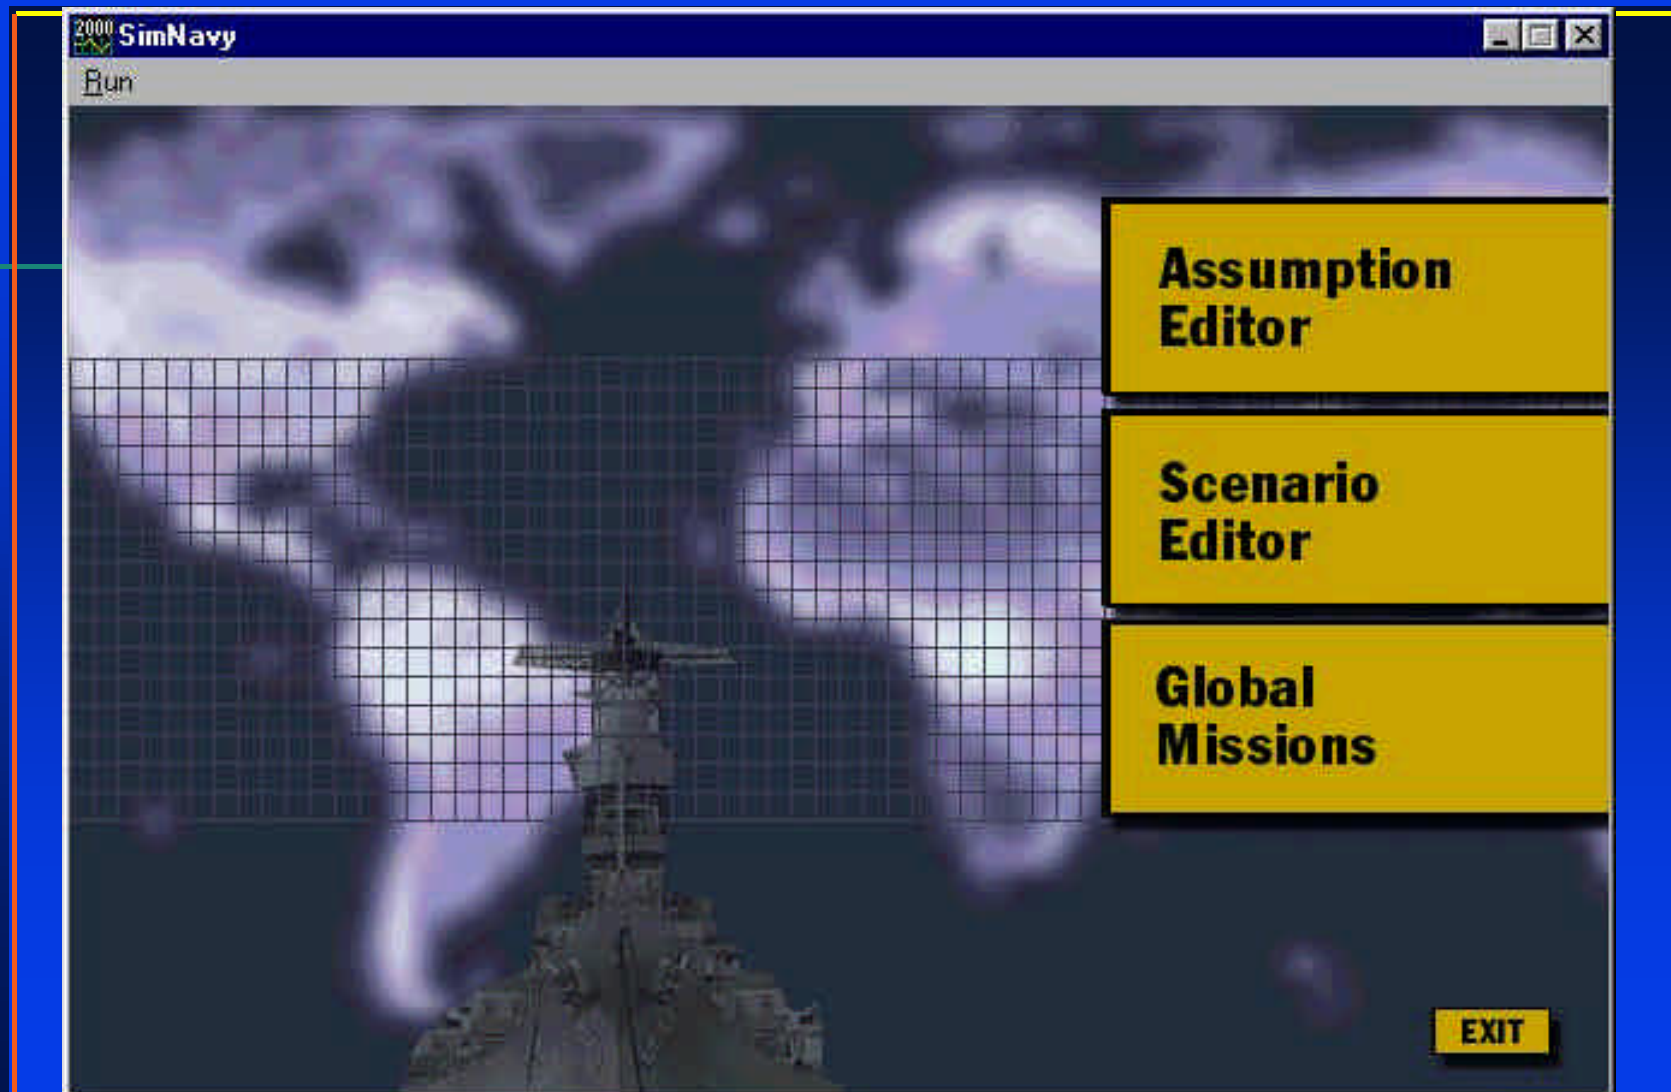 2000 SimNavy
Run
Assumption
Editor
Scenario
Editor
Global
Missions
EXIT